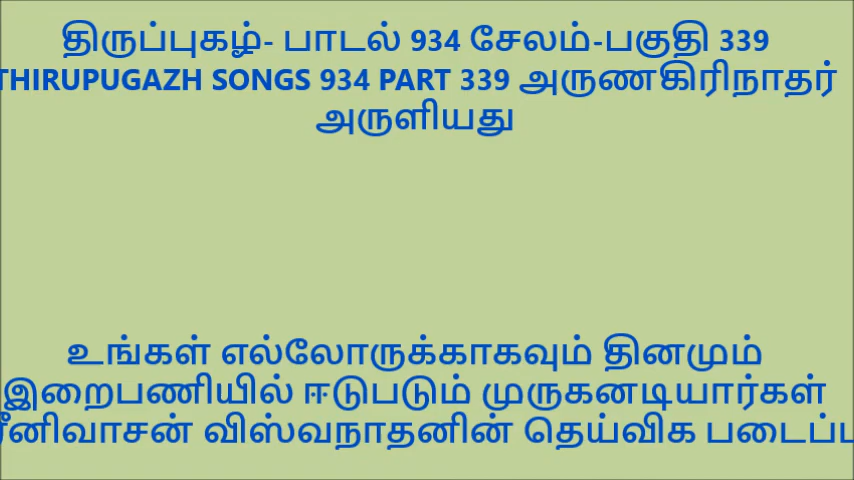 திருப்புகழ்- பாடல் 934 சேலம்-பகுதி 339
THIRUPUGAZH SONGS 934 PART 339 அருணகிரிநாதர்
அருளியது
உங்கள் எல்லோருக்காகவும் தினமும்
இறைபணியில் ஈடுபடும் முருகனடியார்கள்
விஸ்வநாதனின் தெய்விக